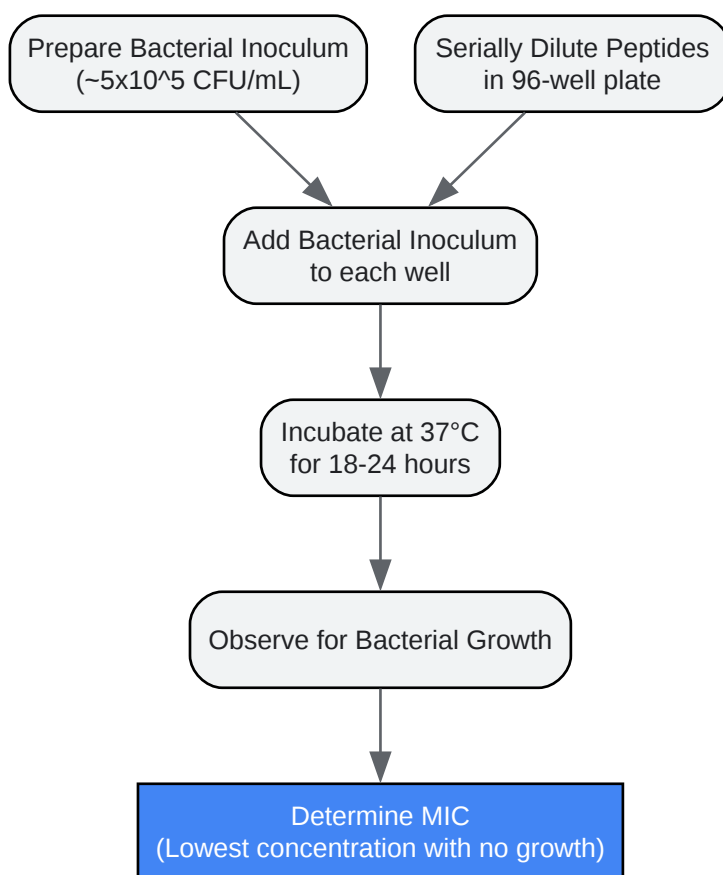 Prepare Bacterial Inoculum
(~5x10^5 CFU/mL)
Serially Dilute Peptides
in 96-well plate
Add Bacterial Inoculum
to each well
Incubate at 37°C
for 18-24 hours
Observe for Bacterial Growth
Determine MIC
(Lowest concentration with no growth)